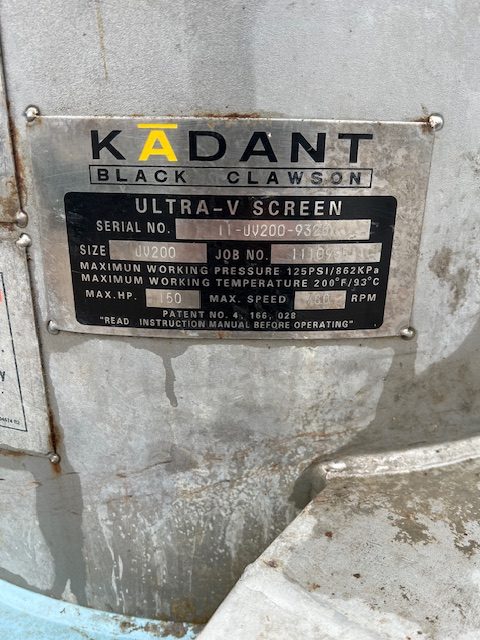 KĀDANT
BLACK CLAWSON
ULTRA-V SCREEN
SERIAL NO.
SIZE UV200 JOB NO.
MAXIMUN WORKING PRESSURE 125PSI/862KPa
MAXIMUM WORKING TEMPERATURE 200°F/93°C
MAX.HP. 150 MAX. SPEED RPM
PATENT NO. 4, 166, 028
"READ INSTRUCTION MANUAL BEFORE OPERATING"